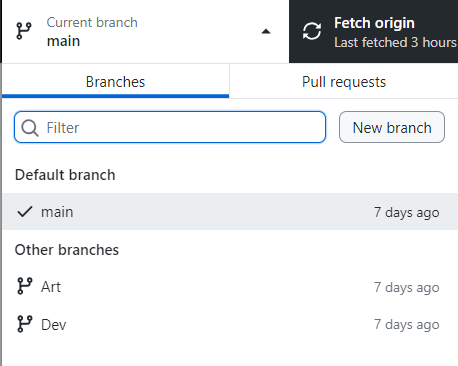 Current branch
main
Fetch origin
Last fetched 3 hours
Branches
Pull requests
Filter
New branch
Default branch
main 7 days ago
Other branches
Art 7 days ago
Dev 7 days ago